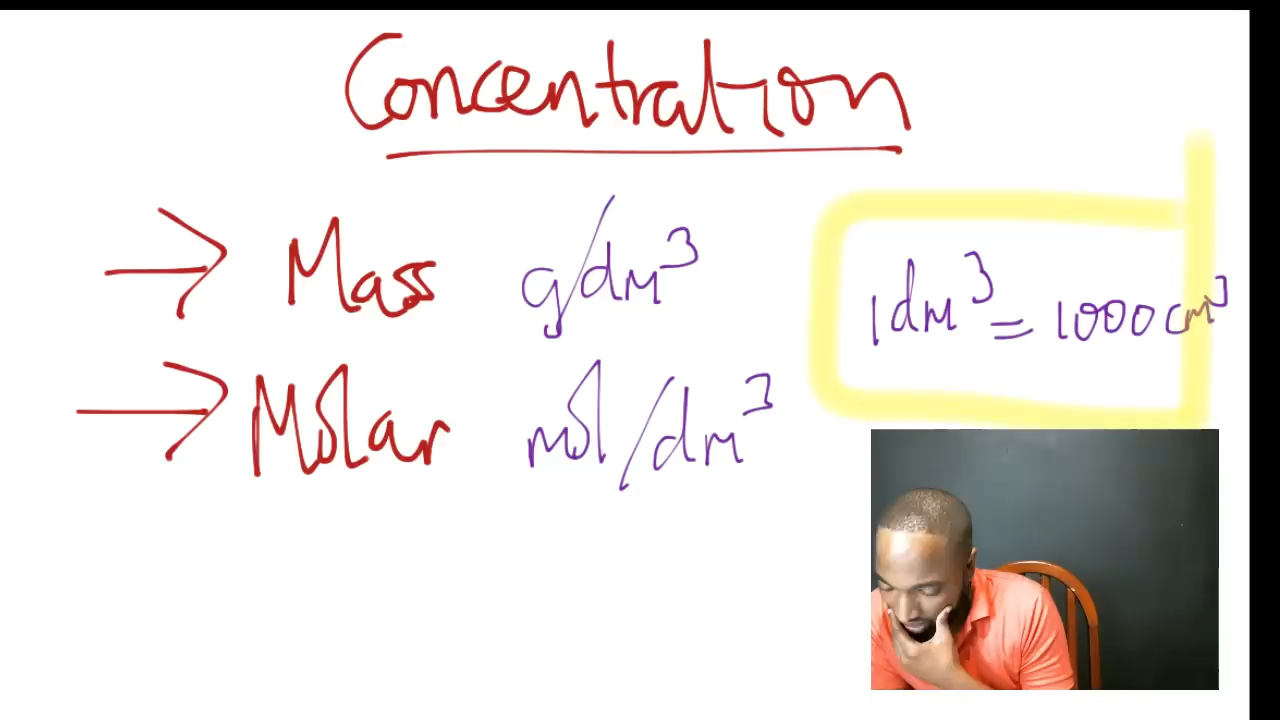 Concentration
→ Mass g/dm³
1dm³ = 1000cm³
→ Molar mol/dm³